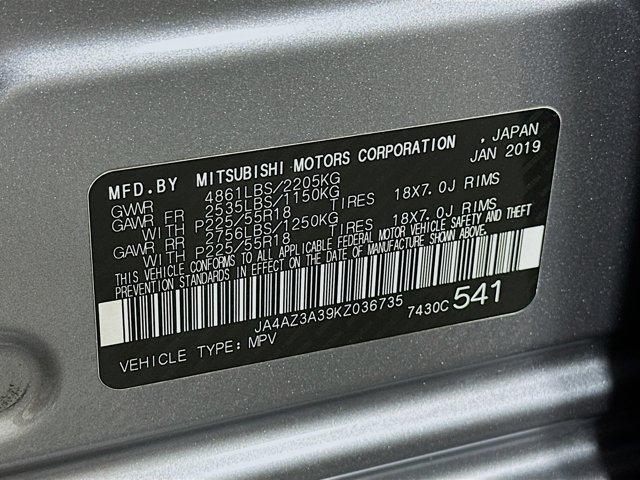 MFD.BY MITSUBISHI MOTORS CORPORATION , JAPAN
GVWR 4861LBS/2205KG JAN 2019
GAWR FR 2535LBS/1150KG
WITH P225/55R18 TIRES 18X7.0J RIMS
GAWR RR 2756LBS/1250KG
WITH P225/55R18 TIRES 18X7.0J RIMS
THIS VEHICLE CONFORMS TO ALL APPLICABLE FEDERAL MOTOR VEHICLE SAFETY AND THEFT
PREVENTION STANDARDS IN EFFECT ON THE DATE OF MANUFACTURE SHOWN ABOVE.
JA4AZ3A39KZ036735 7430C 541
VEHICLE TYPE: MPV